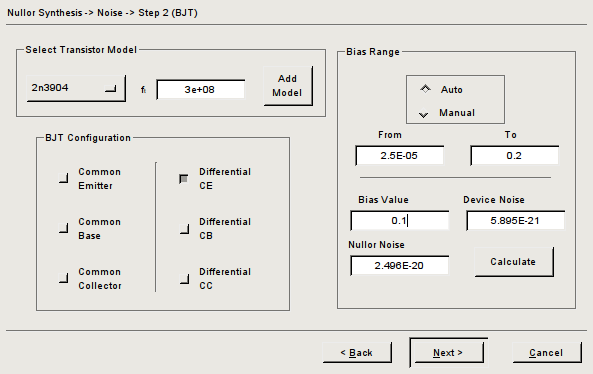 Nullor Synthesis -> Noise -> Step 2 (BJT)
Select Transistor Model
2n3904
ft
3e+08
Add Model
Bias Range
Auto
Manual
From
To
2.5E-05
0.2
BJT Configuration
Common Emitter
Differential CE
Common Base
Differential CB
Common Collector
Differential CC
Bias Value
Device Noise
0.1
5.895E-21
Nullor Noise
2.496E-20
Calculate
< Back
Next >
Cancel